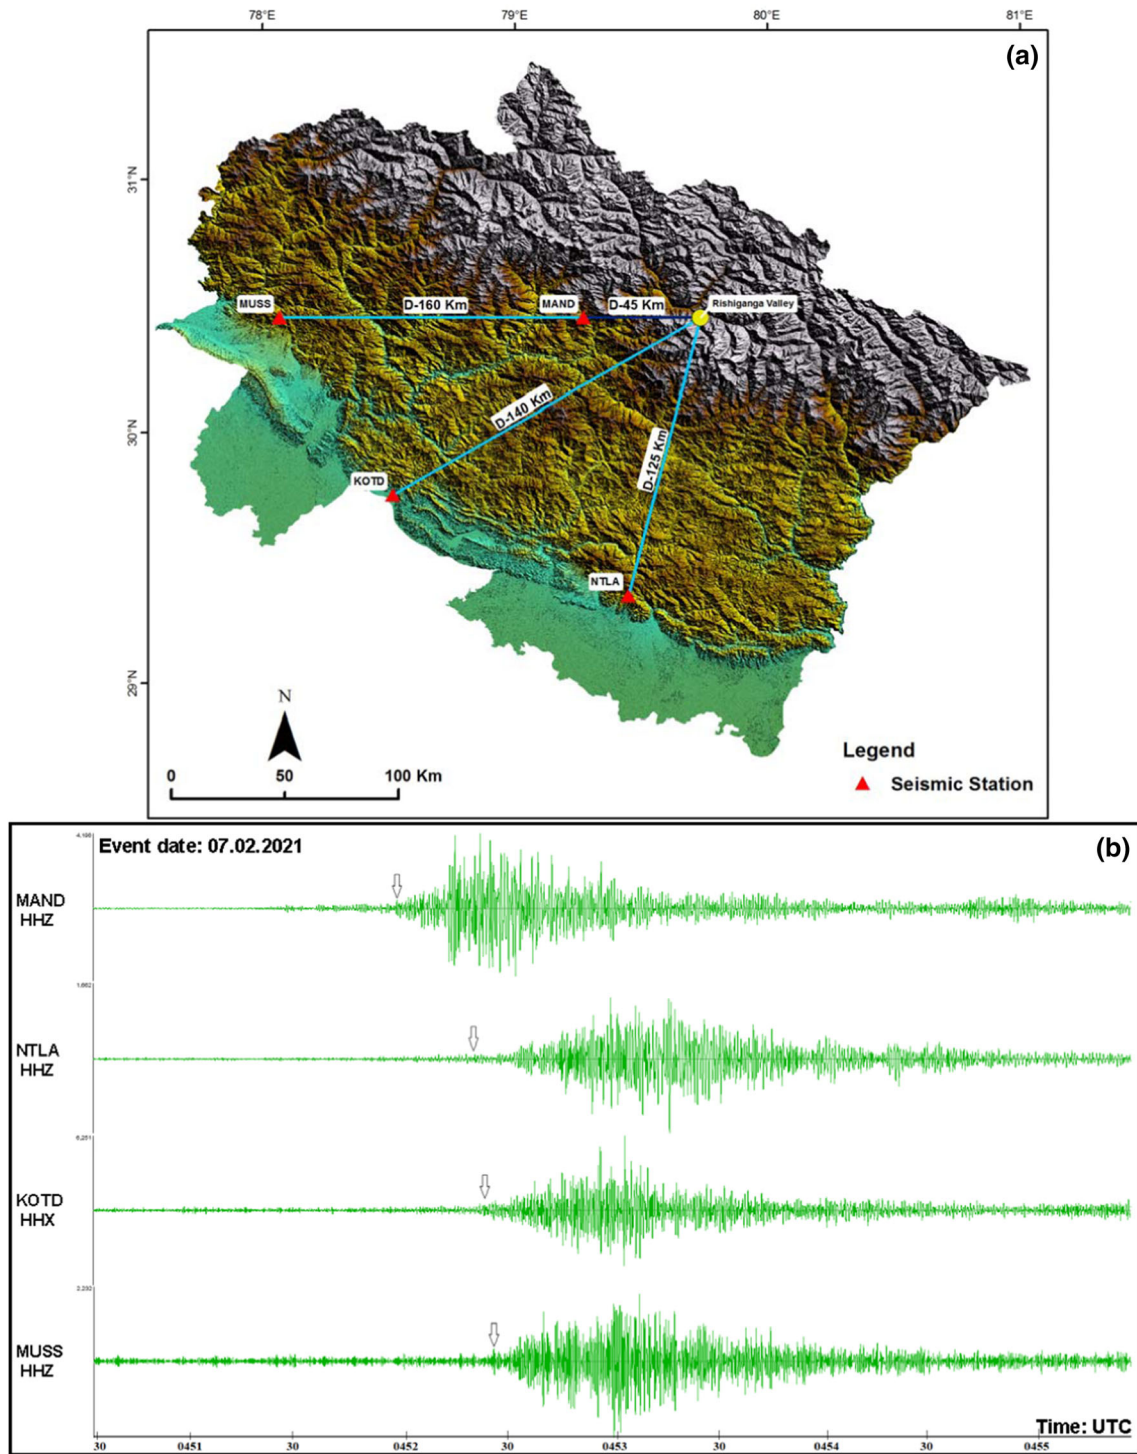 78°E 79°E 80°E 81°E
(a)
31°N
MUSS D-160 Km MAND D-45 Km Rishiganga Valley
D-140 Km
30°N
D-125 Km
KOTD
NTLA
29°N
N
0 50 100 Km
Legend
Seismic Station
Event date: 07.02.2021
(b)
MAND
HHZ
NTLA
HHZ
KOTD
HHX
MUSS
HHZ
Time: UTC
30 0451 30 0452 30 0453 30 0454 30 0455